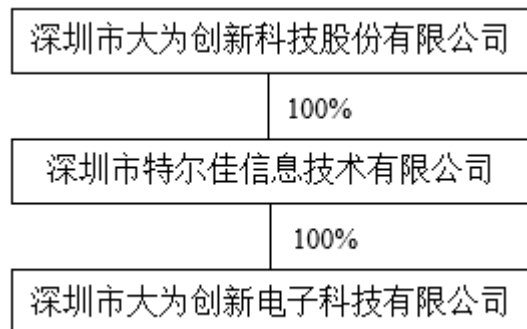 深圳市大为创新科技股份有限公司
100%
深圳市特尔佳信息技术有限公司
100%
深圳市大为创新电子科技有限公司